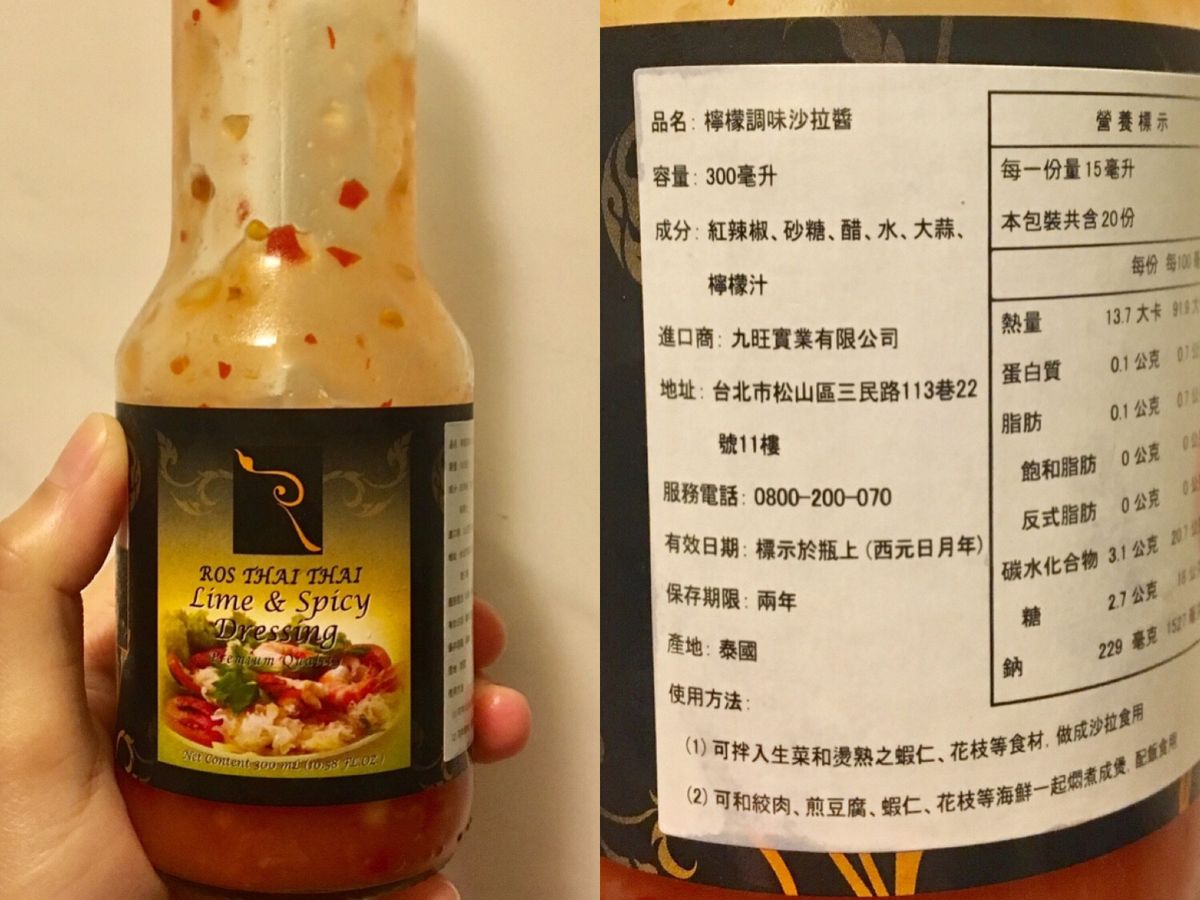 ROS THAI THAI
Lime & Spicy
Dressing
Premium Quality
Net Content 300 mL (10.58 FL.OZ)
品名: 檸檬調味沙拉醬
容量: 300毫升
成分: 紅辣椒、砂糖、醋、水、大蒜、
檸檬汁
進口商: 九旺實業有限公司
地址: 台北市松山區三民路113巷22
號11樓
服務電話: 0800-200-070
有效日期: 標示於瓶上(西元日月年)
保存期限: 兩年
產地: 泰國
使用方法:
(1) 可拌入生菜和燙熟之蝦仁、花枝等食材, 做成沙拉食用
(2) 可和絞肉、煎豆腐、蝦仁、花枝等海鮮一起燜煮成煲, 配飯食用
營養標示
每一份量15毫升
本包裝共含20份
每份 每100毫
熱量 13.7 大卡
蛋白質 0.1 公克
脂肪 0.1 公克
飽和脂肪 0 公克
反式脂肪 0 公克
碳水化合物 3.1 公克
糖 2.7 公克
鈉 229 毫克